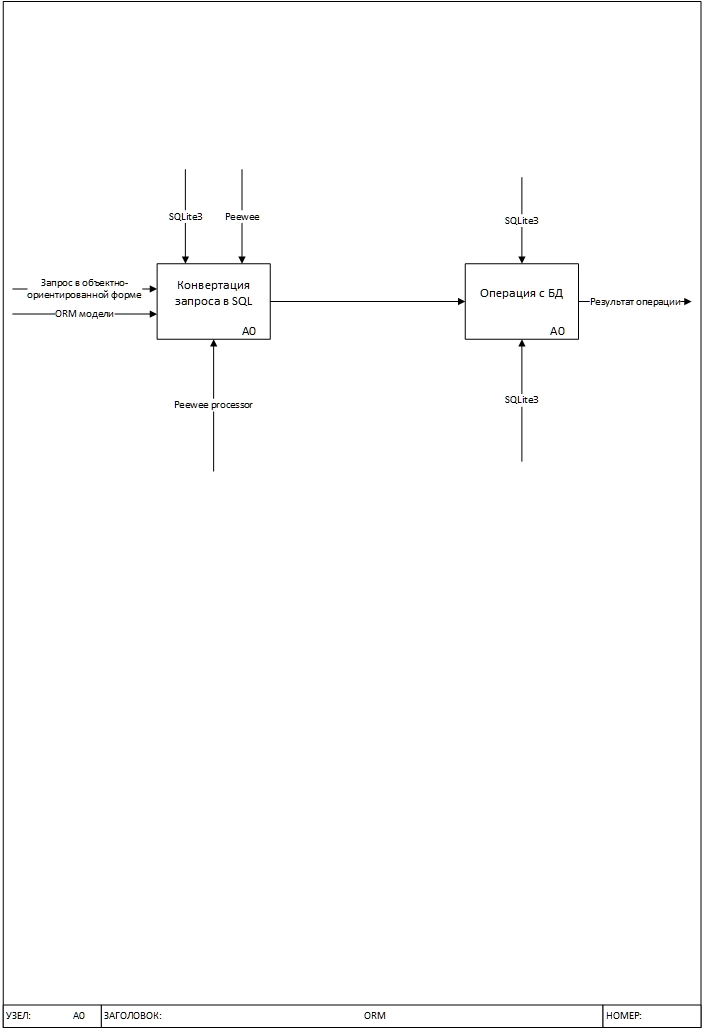 SQLite3
Peewee
SQLite3
Запрос в объектно-
ориентированной форме
ORM модели
Конвертация
запроса в SQL
A0
Операция с БД
A0
Результат операции
Peewee processor
SQLite3
УЗЕЛ:
A0
ЗАГОЛОВОК:
ORM
НОМЕР: